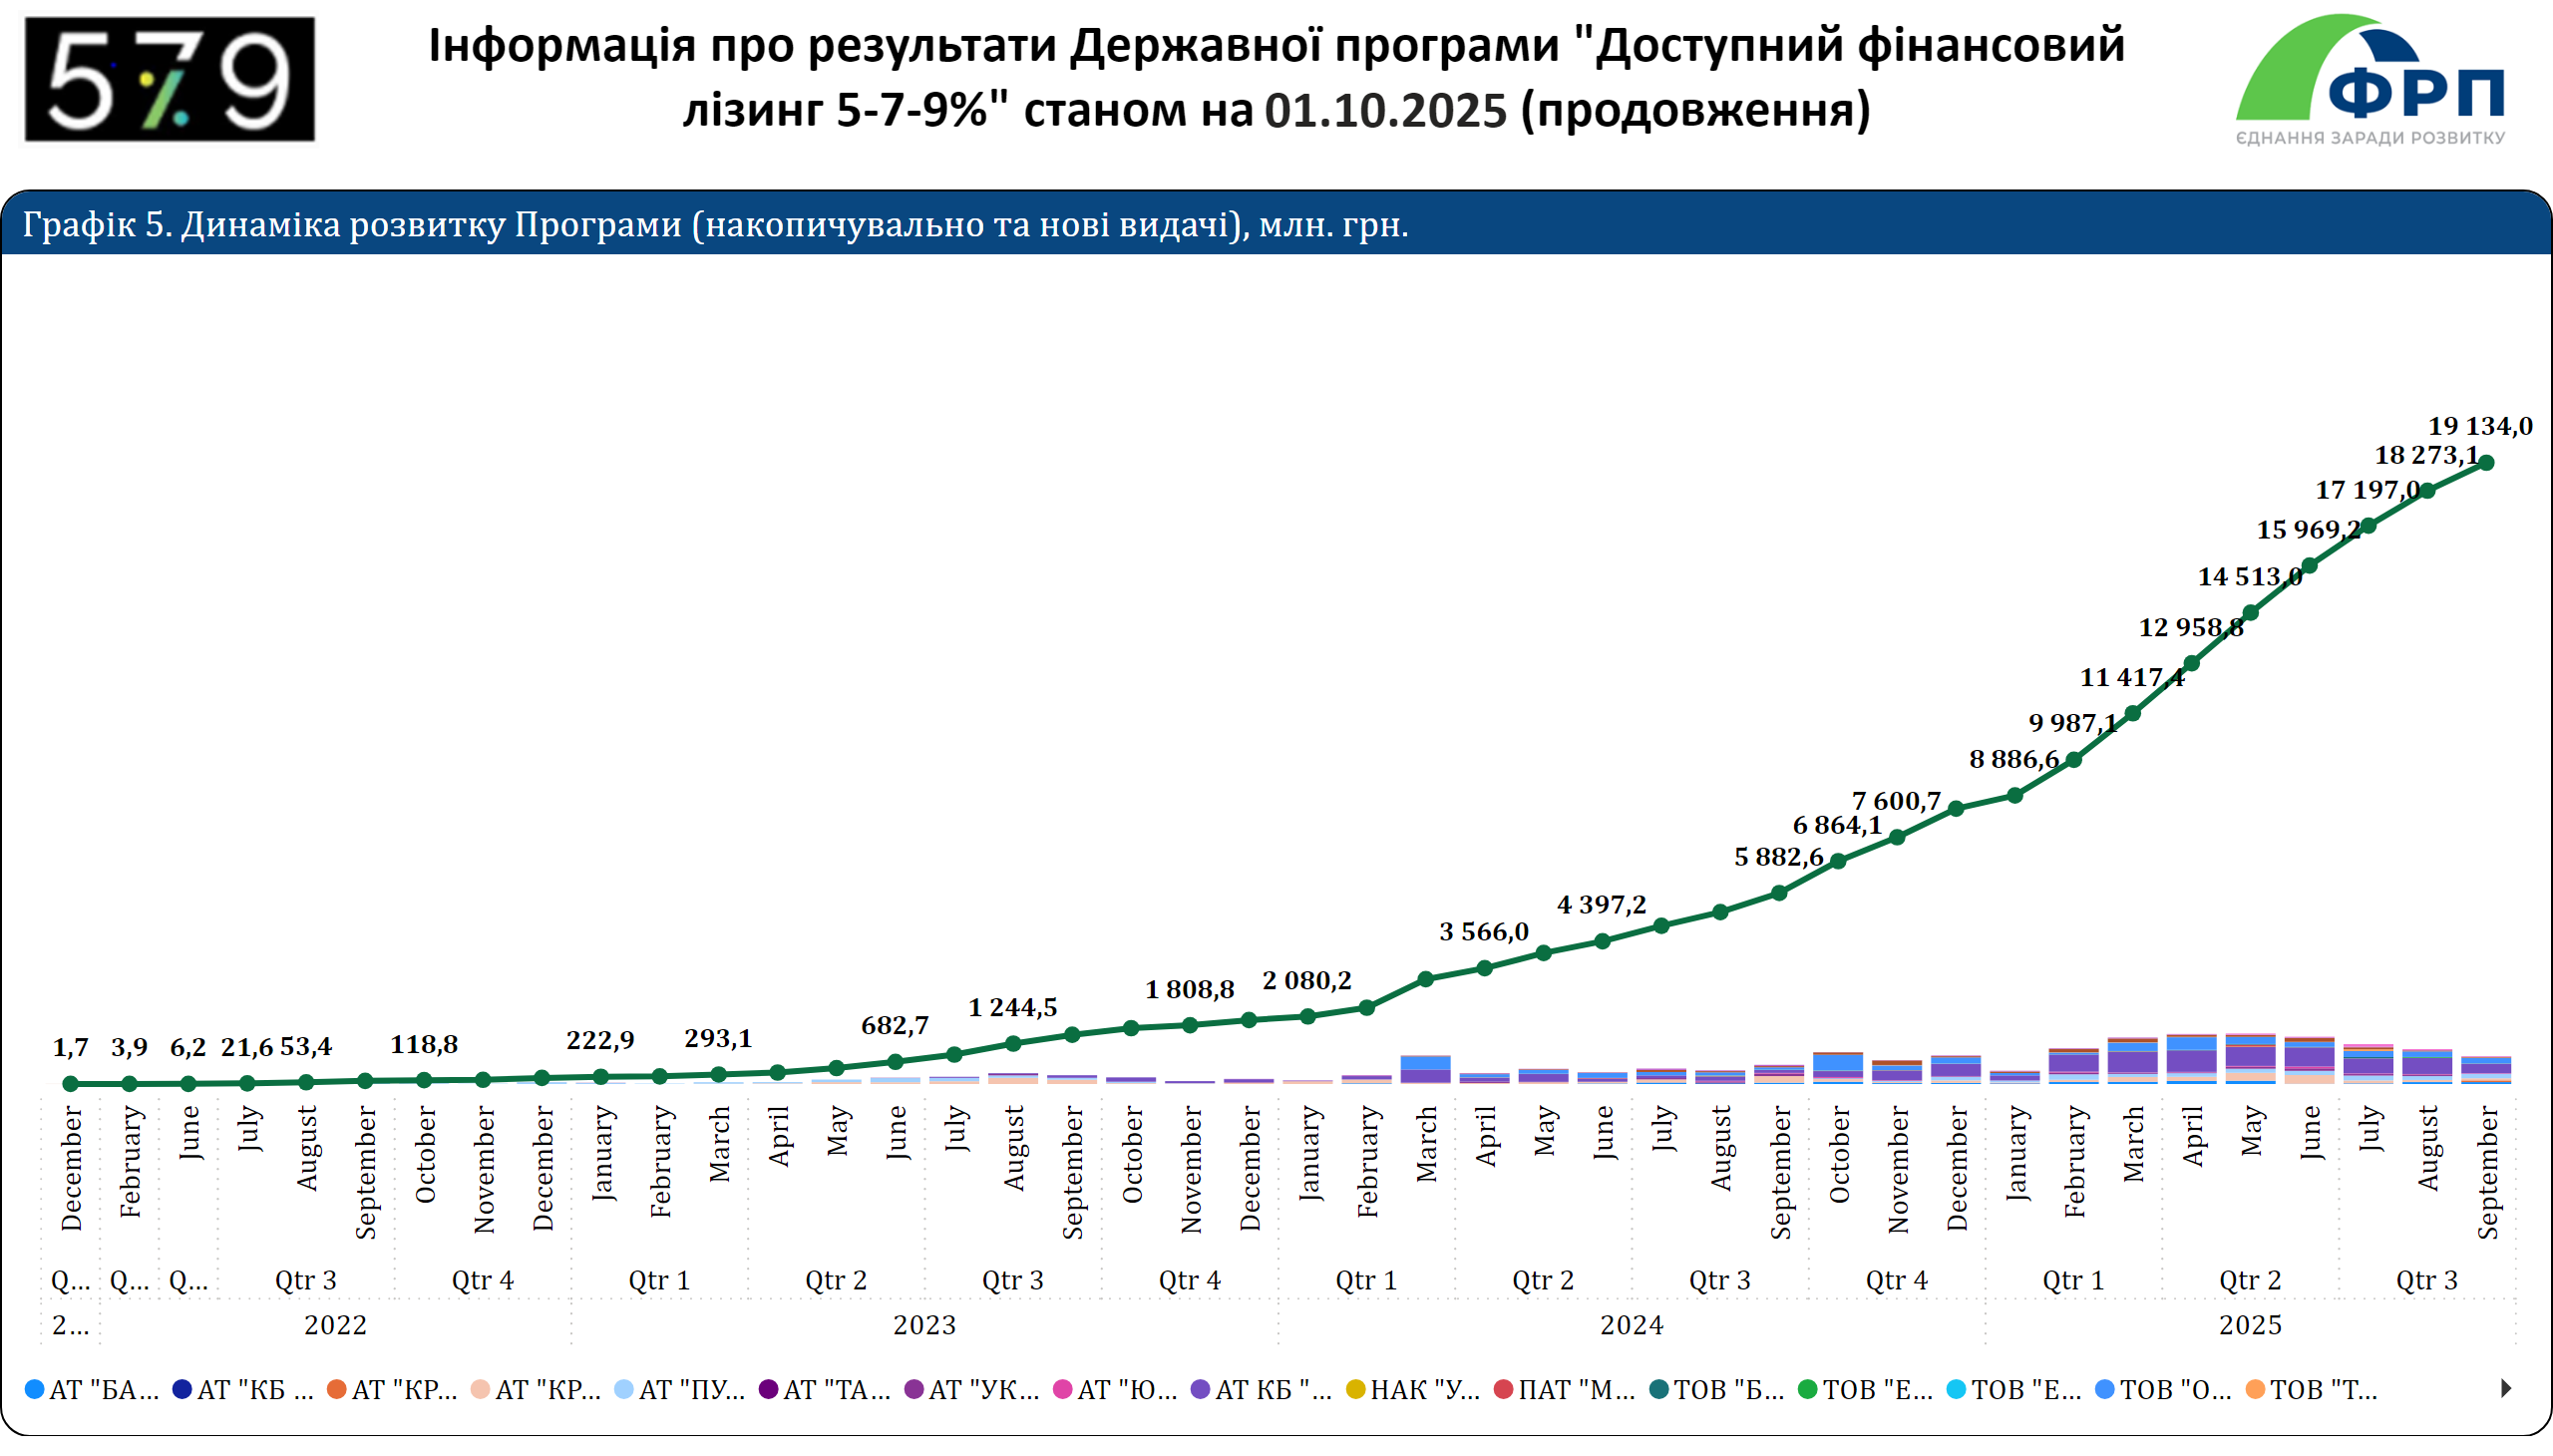 5 7 9
Інформація про результати Державної програми "Доступний фінансовий
лізинг 5-7-9%" станом на 01.10.2025 (продовження)
ФРП
ЄДНАННЯ ЗАРАДИ РОЗВИТКУ
Графік 5. Динаміка розвитку Програми (накопичувально та нові видачі), млн. грн.
19 134,0
18 273,1
17 197,0
15 969,2
14 513,0
12 958,8
11 417,4
9 987,1
8 886,6
7 600,7
6 864,1
5 882,6
4 397,2
3 566,0
2 080,2
1 808,8
1 244,5
682,7
293,1
222,9
118,8
1,7 3,9 6,2 21,6 53,4
December February June July August September October November December January February March April May June July August September October November December January February March April May June July August September October November December January February March April May June July August September
Q... Q... Q... Qtr 3 Qtr 4 Qtr 1 Qtr 2 Qtr 3 Qtr 4 Qtr 1 Qtr 2 Qtr 3 Qtr 4 Qtr 1 Qtr 2 Qtr 3
2... 2022 2023 2024 2025
АТ "БА... АТ "КБ ... АТ "КР... АТ "КР... АТ "ПУ... АТ "ТА... АТ "УК... АТ "Ю... АТ КБ "... НАК "У... ПАТ "М... ТОВ "Б... ТОВ "Е... ТОВ "Е... ТОВ "О... ТОВ "Т...